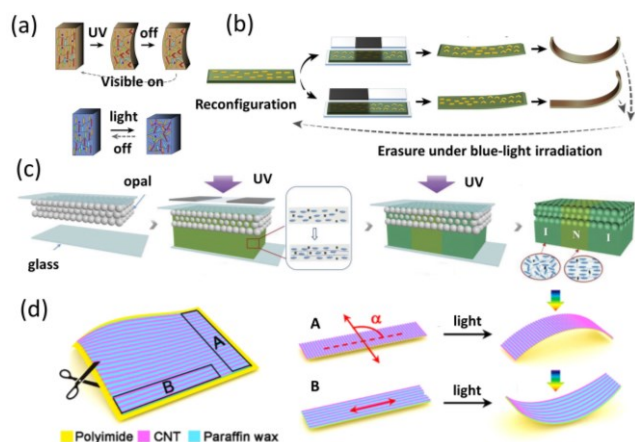 (a)
UV off
Visible on
light
off
(b)
Reconfiguration
Erasure under blue-light irradiation
(c)
opal
glass
UV
UV
I N I
(d)
A
B
Polyimide CNT Paraffin wax
A α light
B light